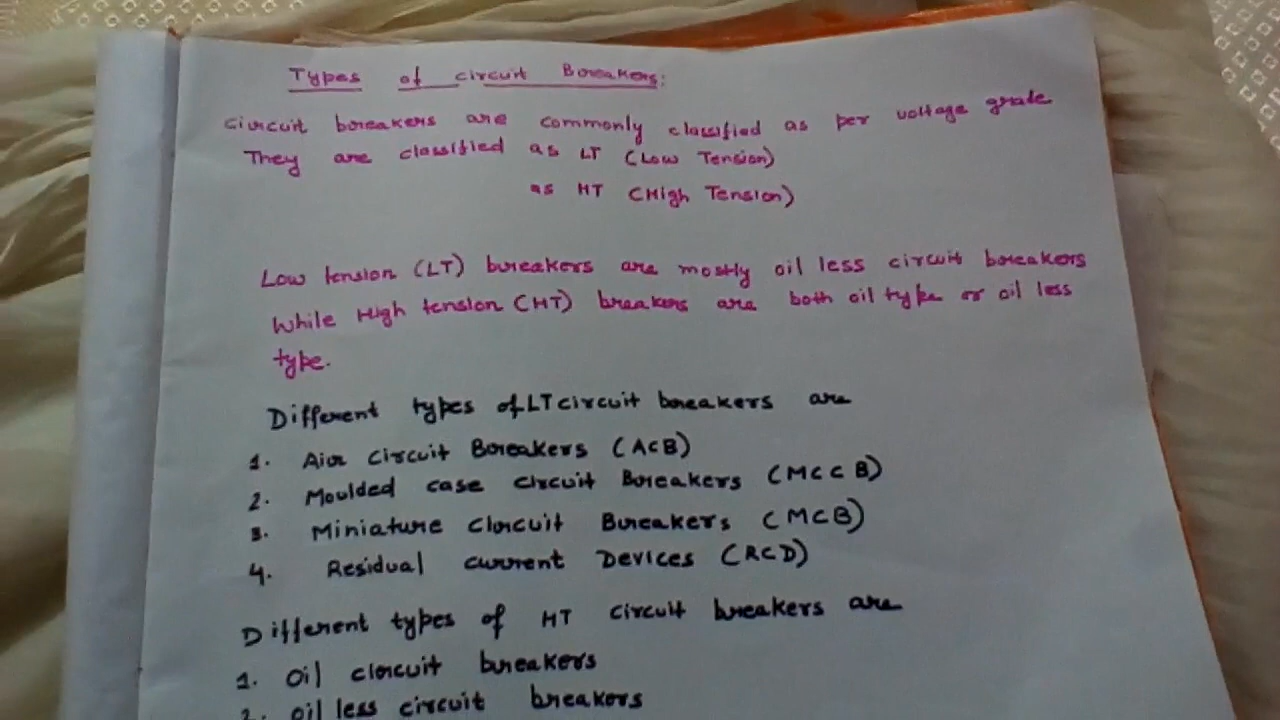 Types of circuit Breakers:
circuit breakers are commonly classified as per voltage grade
They are classified as LT (Low Tension)
as HT (High Tension)
Low tension (LT) breakers are mostly oil less circuit breakers
while High tension (HT) breakers are both oil type or oil less
type.
Different types of LT circuit breakers are
1. Air circuit Breakers (ACB)
2. Moulded case circuit Breakers (MCCB)
3. Miniature circuit Breakers (MCB)
4. Residual current Devices (RCD)
Different types of HT circuit breakers are
1. Oil circuit breakers
2. oil less circuit breakers